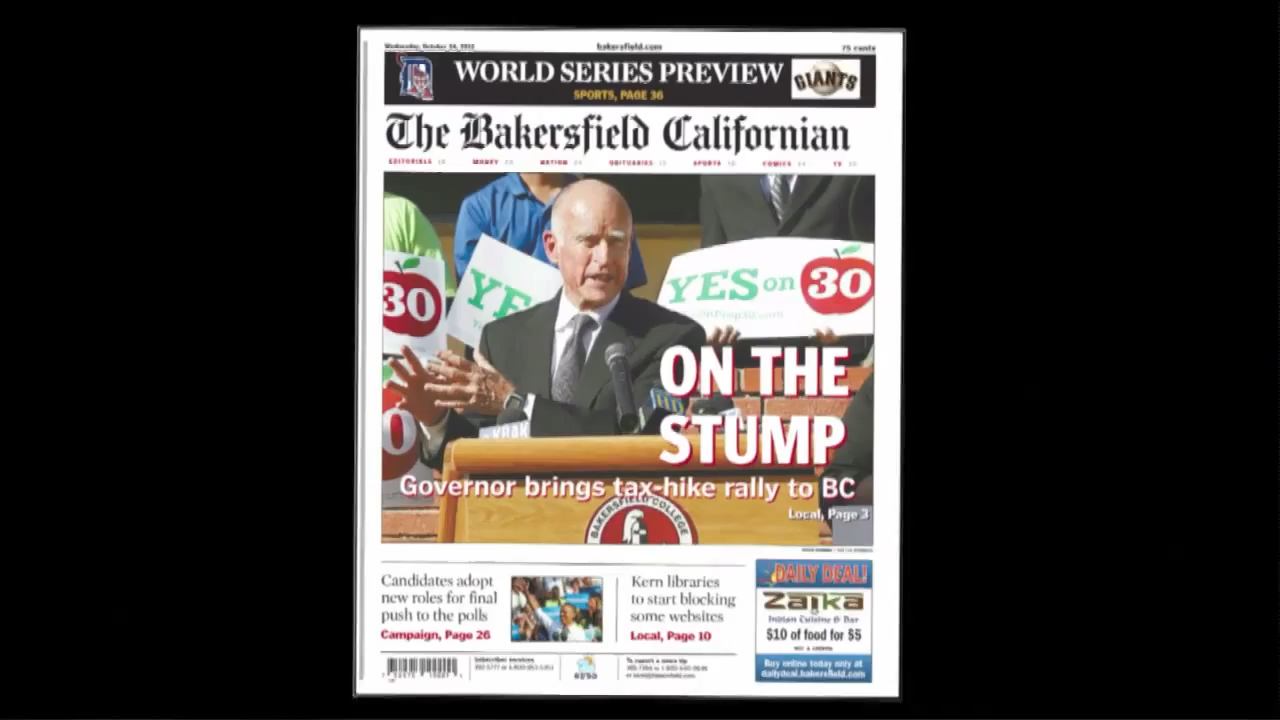 Wednesday, October 24, 2012
bakersfield.com
75 cents
WORLD SERIES PREVIEW
SPORTS, PAGE 36
GIANTS
The Bakersfield Californian
EDITORIALS
MONEY
NATION
OBITUARIES
SPORTS
COMICS
TV
30
YE
YES on 30
ON THE
STUMP
Governor brings tax-hike rally to BC
Local, Page 3
BAKERSFIELD COLLEGE
Candidates adopt
new roles for final
push to the polls
Campaign, Page 26
Kern libraries
to start blocking
some websites
Local, Page 10
DAILY DEAL!
Zaika
Indian Cuisine & Bar
$10 of food for $5
Buy online today only at
dailydeal.bakersfield.com